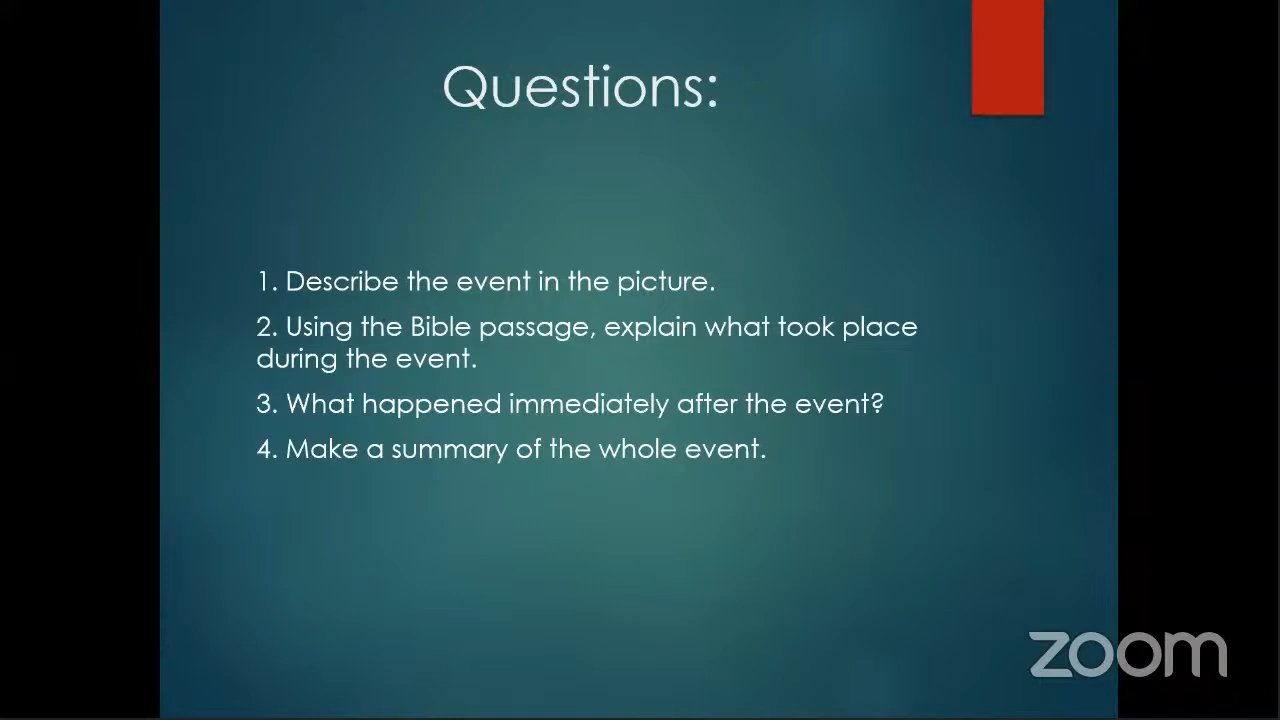 Questions:
1. Describe the event in the picture.
2. Using the Bible passage, explain what took place
during the event.
3. What happened immediately after the event?
4. Make a summary of the whole event.
zoom